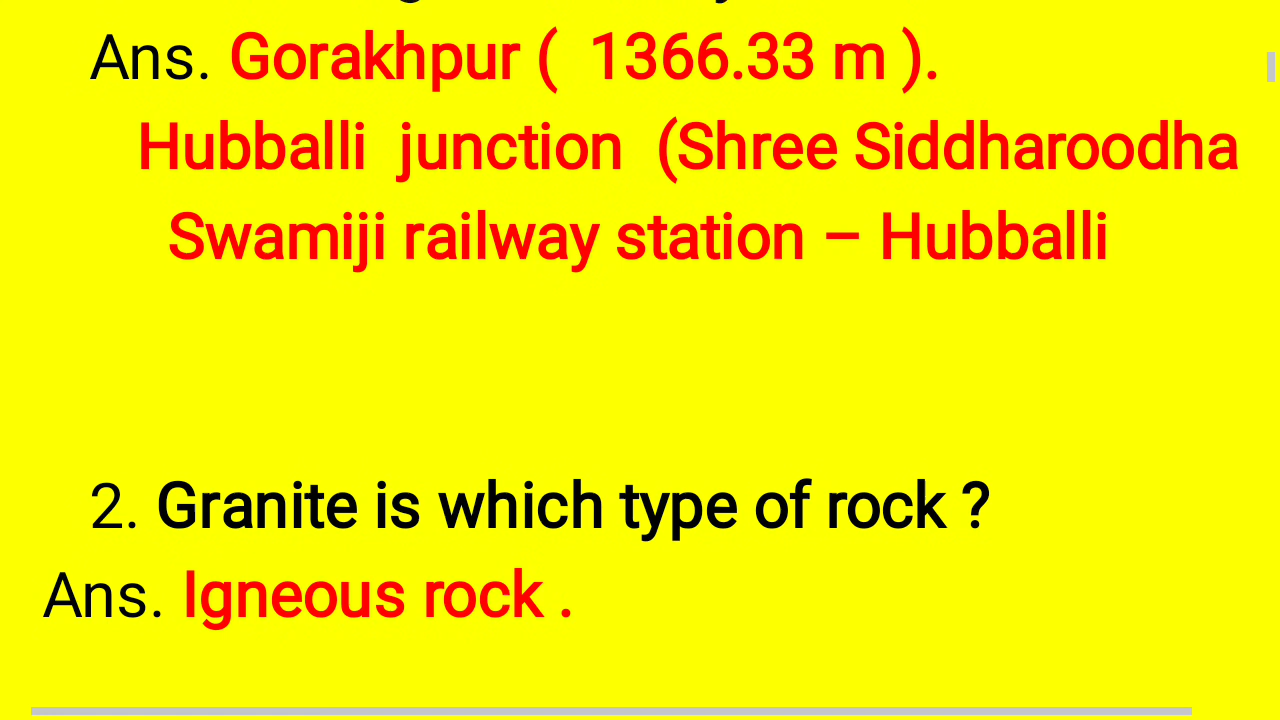 Ans. Gorakhpur ( 1366.33 m ).
Hubballi junction (Shree Siddharoodha
Swamiji railway station – Hubballi
2. Granite is which type of rock ?
Ans. Igneous rock .